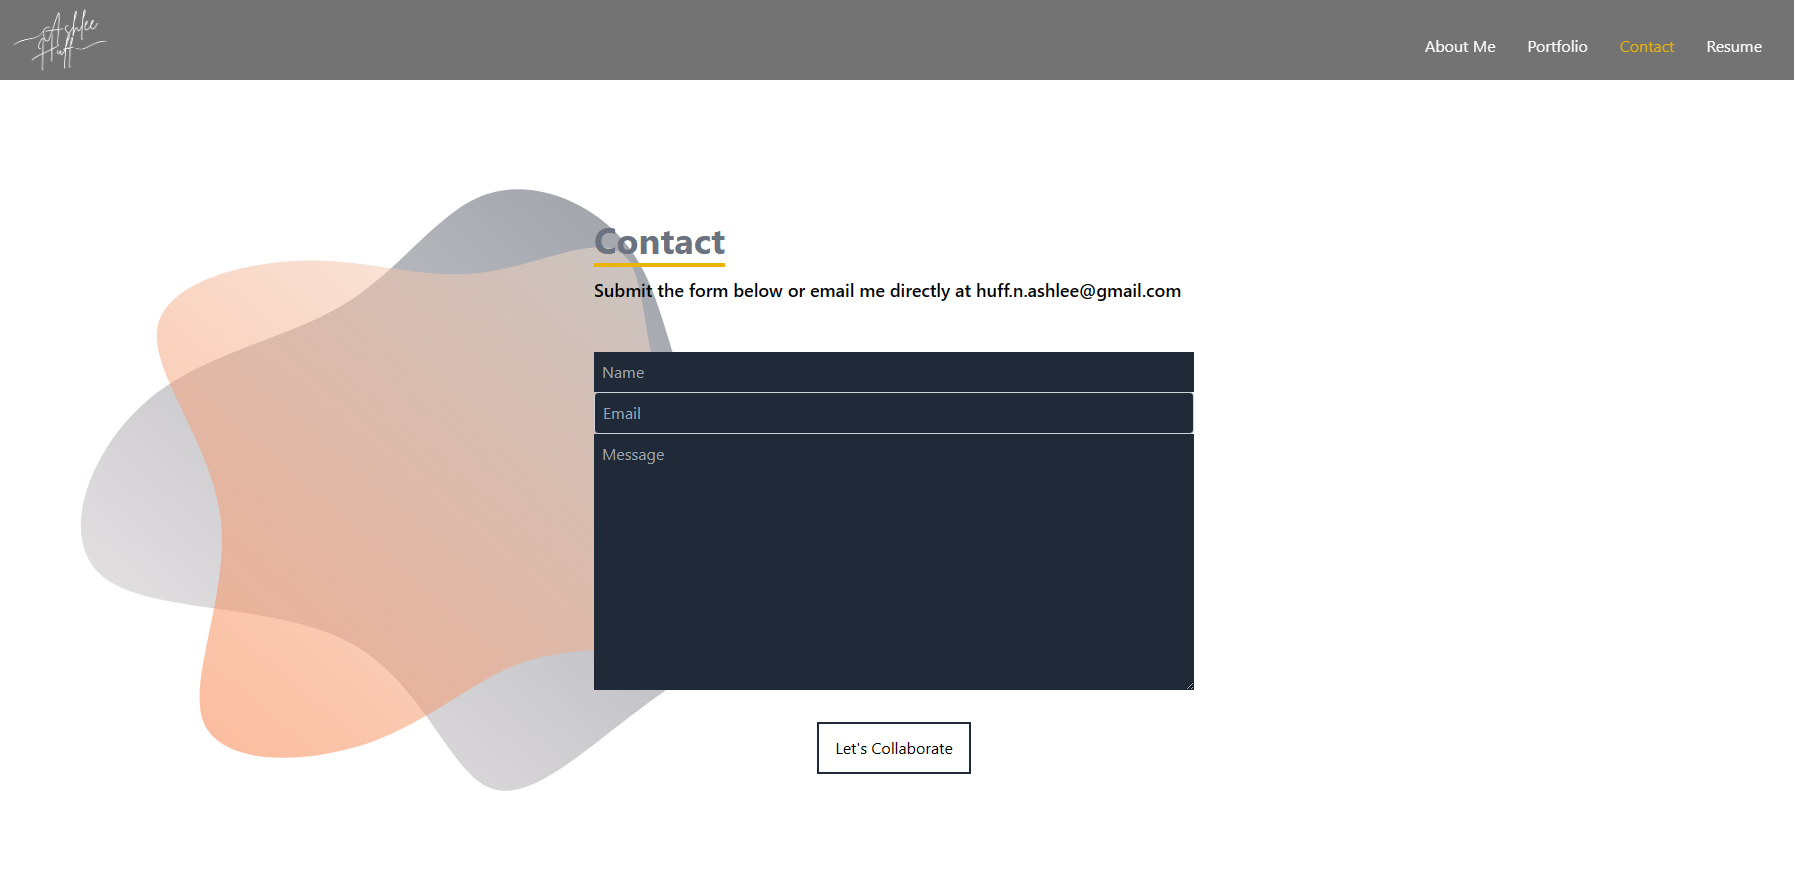 Ashlee
Huff
About Me
Portfolio
Contact
Resume
Contact
Submit the form below or email me directly at huff.n.ashlee@gmail.com
Name
Email
Message
Let's Collaborate